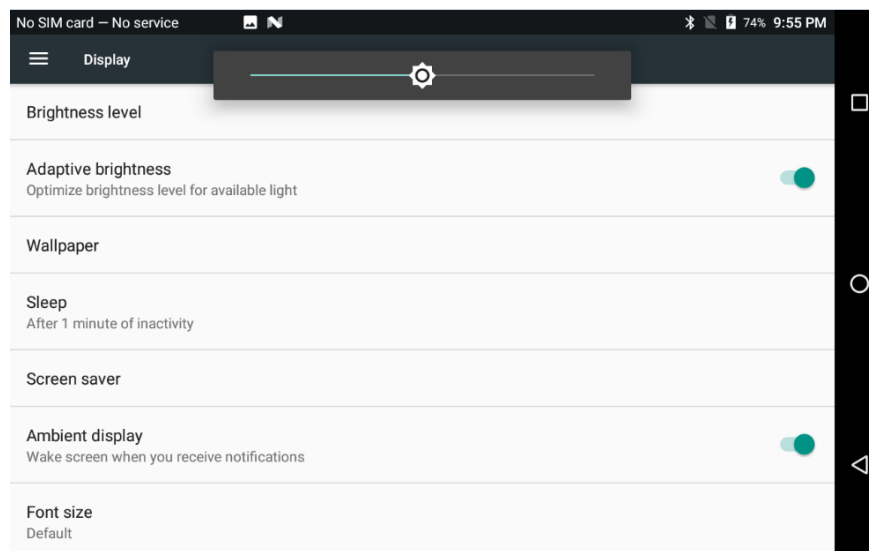 No SIM card — No service
74% 9:55 PM
Display
Brightness level
Adaptive brightness
Optimize brightness level for available light
Wallpaper
Sleep
After 1 minute of inactivity
Screen saver
Ambient display
Wake screen when you receive notifications
Font size
Default